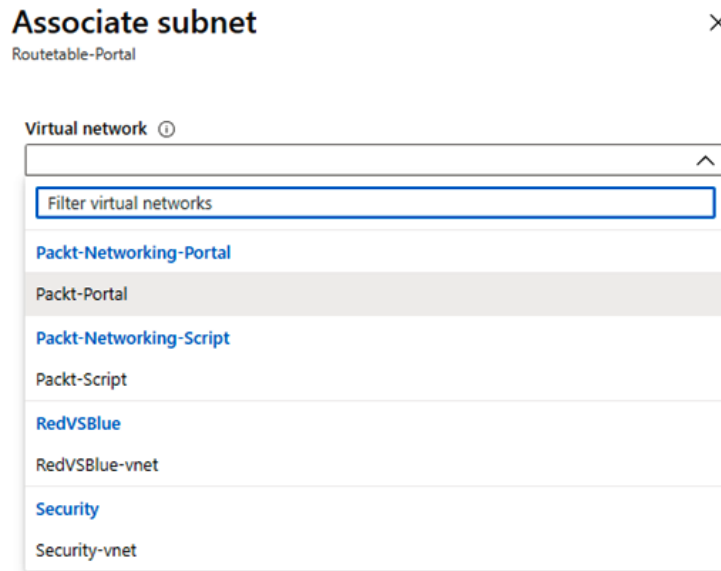 Associate subnet
Routetable-Portal
Virtual network
Filter virtual networks
Packt-Networking-Portal
Packt-Portal
Packt-Networking-Script
Packt-Script
RedVSBlue
RedVSBlue-vnet
Security
Security-vnet